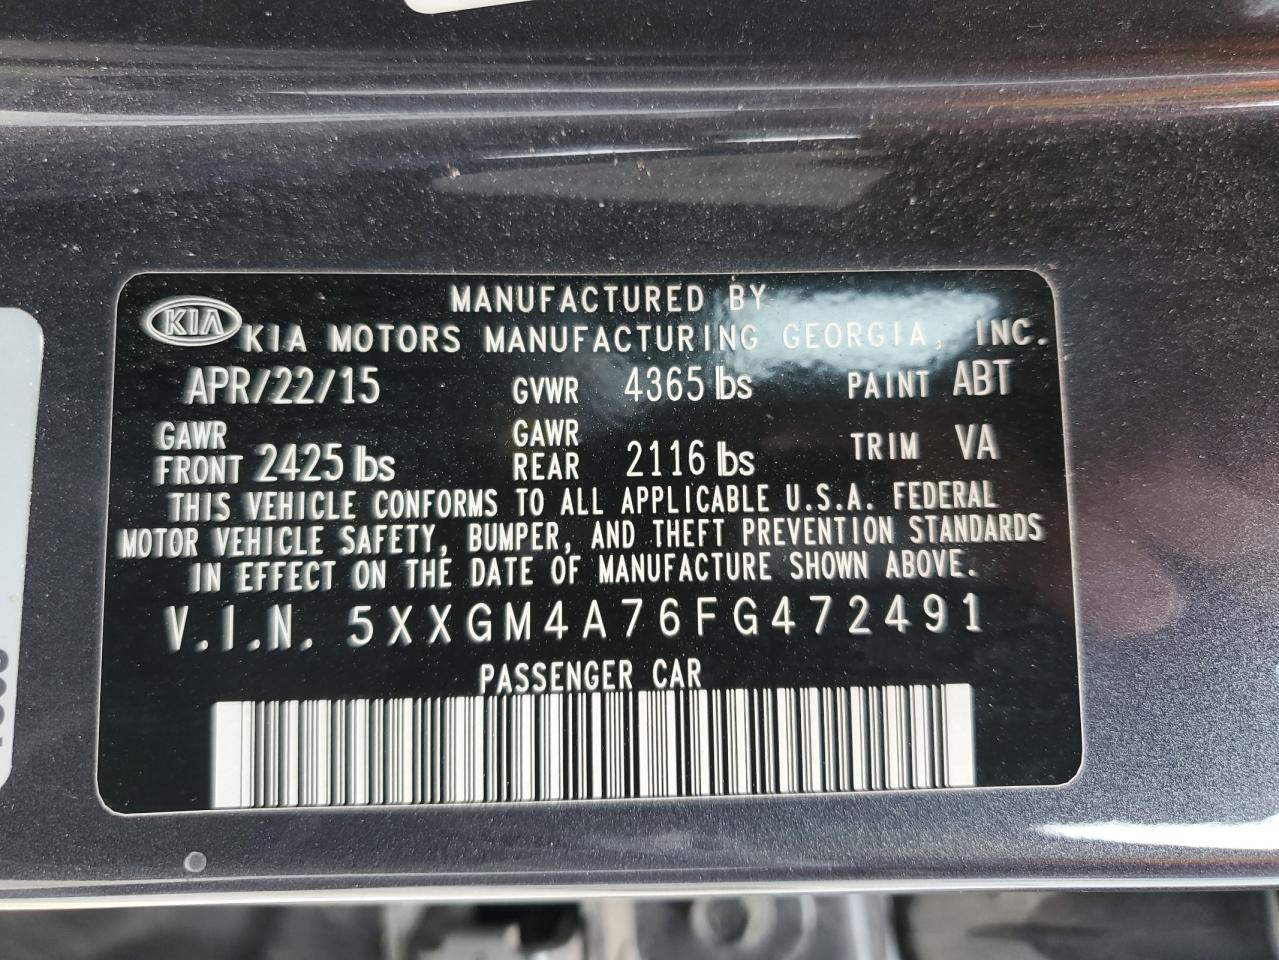 MANUFACTURED BY
KIA KIA MOTORS MANUFACTURING GEORGIA, INC.
APR/22/15 GVWR 4365 lbs PAINT ABT
GAWR FRONT 2425 lbs GAWR REAR 2116 lbs TRIM VA
THIS VEHICLE CONFORMS TO ALL APPLICABLE U.S.A. FEDERAL
MOTOR VEHICLE SAFETY, BUMPER, AND THEFT PREVENTION STANDARDS
IN EFFECT ON THE DATE OF MANUFACTURE SHOWN ABOVE.
V.I.N. 5XXGM4A76FG472491
PASSENGER CAR